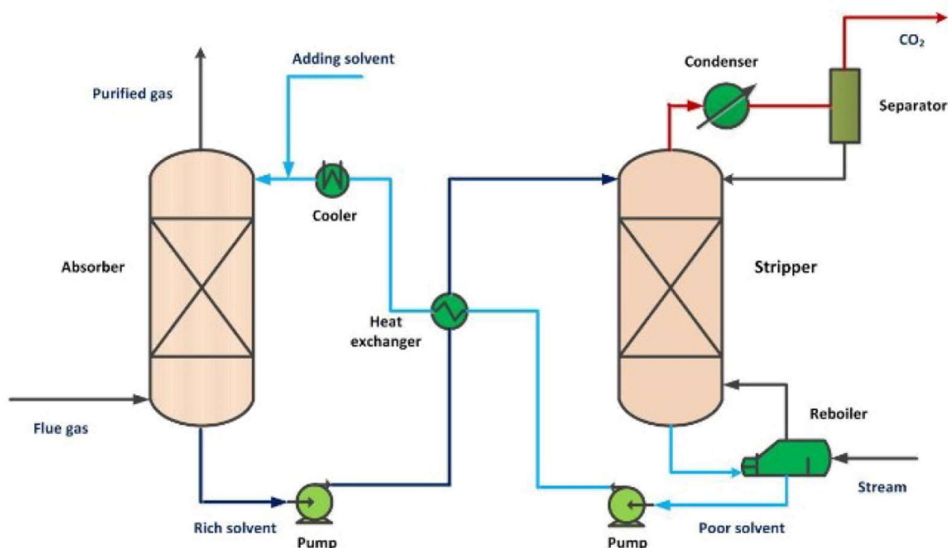 CO₂
Condenser
Adding solvent
Purified gas
Separator
Cooler
Absorber
Stripper
Heat
exchanger
Reboiler
Flue gas
Stream
Rich solvent
Pump
Pump
Poor solvent